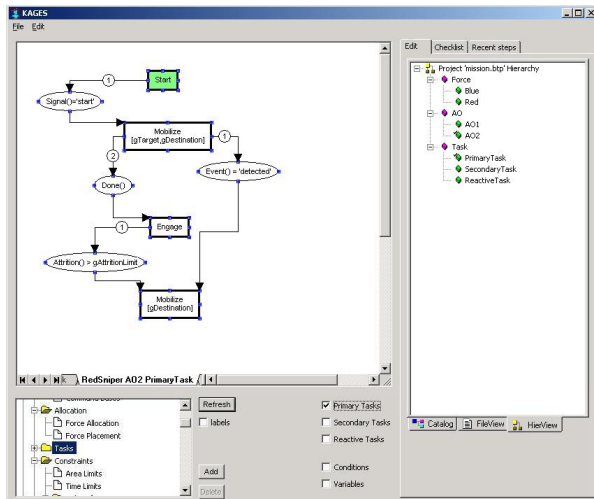 KAGES
File Edit
Start
1
Signal()='start'
Mobilize
[gTarget,gDestination]
1
2
Event() = 'detected'
Done()
1
Engage
Attrition() > gAttritionLimit
Mobilize
[gDestination]
RedSniper AO2 PrimaryTask
Allocation
Force Allocation
Force Placement
Tasks
Constraints
Area Limits
Time Limits
Refresh
labels
Add
Delete
Primary Tasks
Secondary Tasks
Reactive Tasks
Conditions
Variables
Edit Checklist Recent steps
Project 'mission.btp' Hierarchy
Force
Blue
Red
AO
AO1
AO2
Task
PrimaryTask
SecondaryTask
ReactiveTask
Catalog FileView HierView